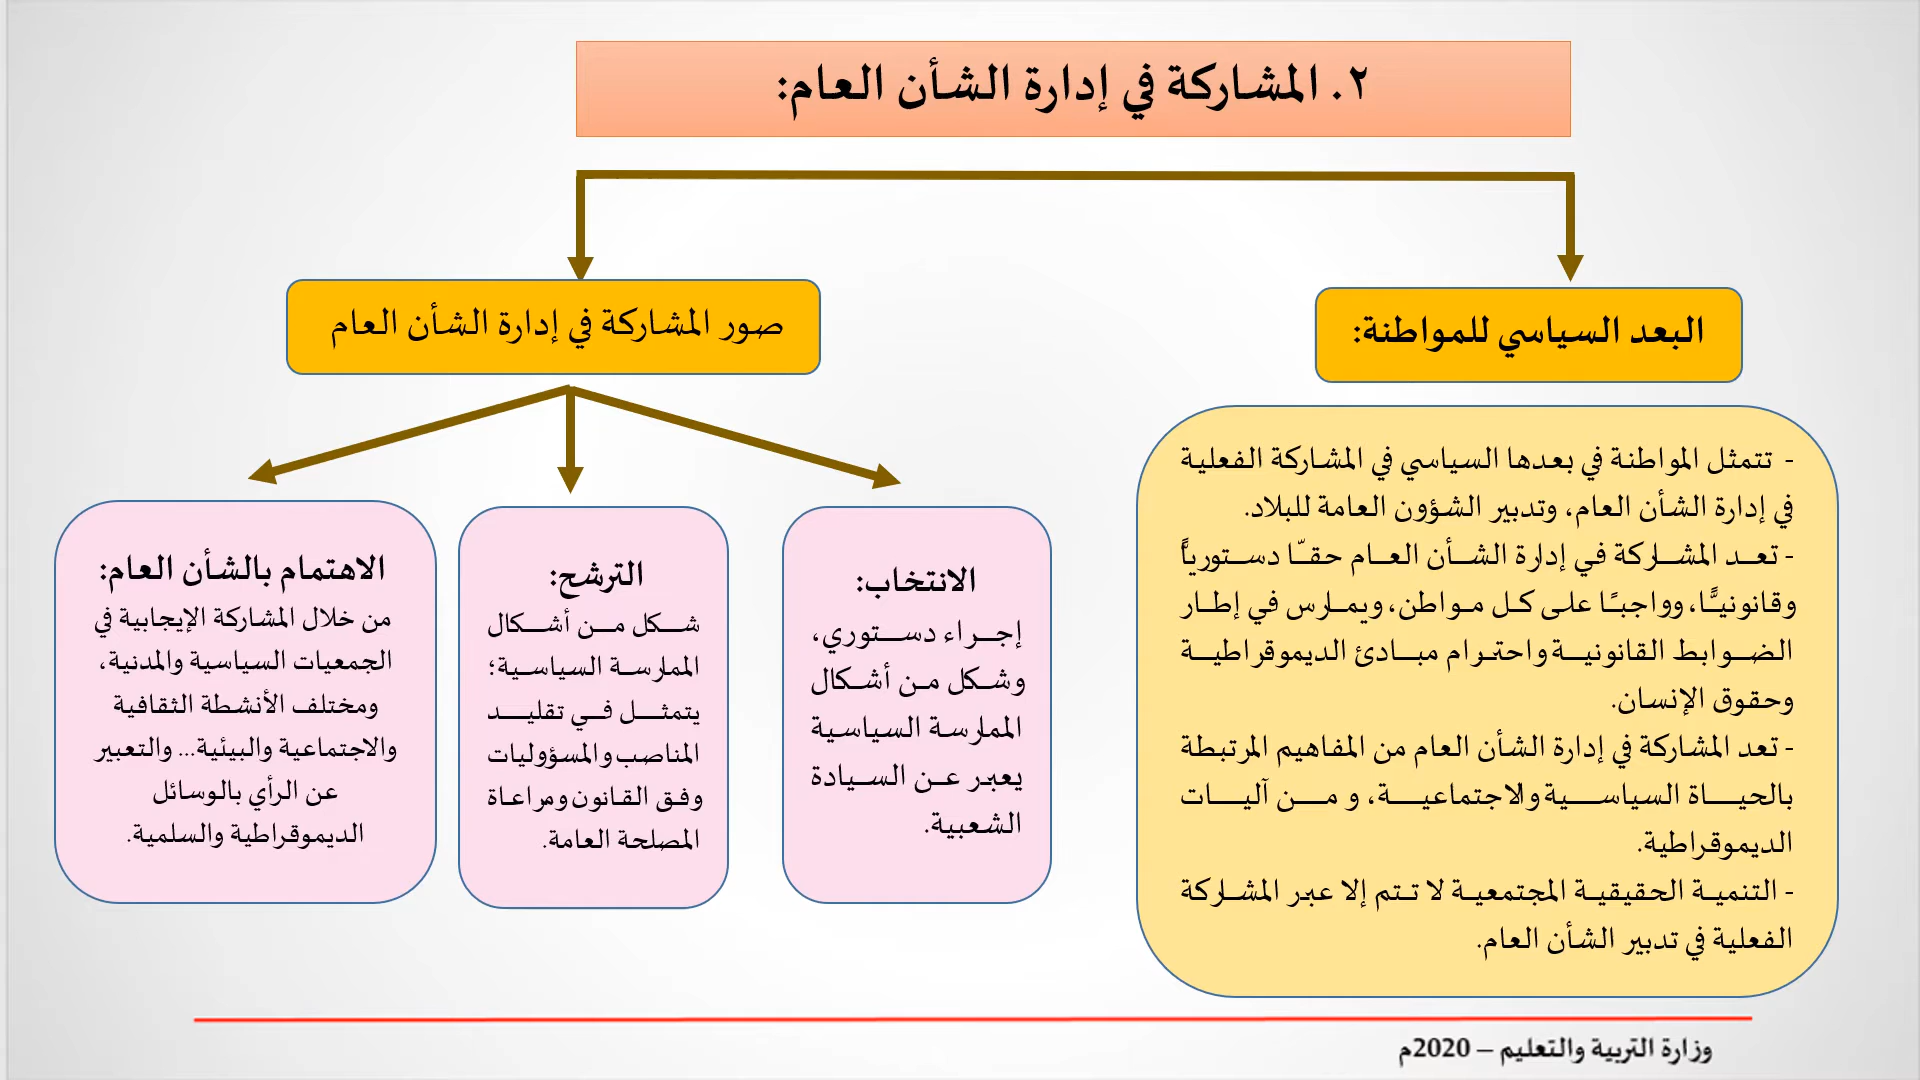 ٢. المشاركة في إدارة الشأن العام:
البعد السياسي للمواطنة:
- تتمثل المواطنة في بعدها السياسي في المشاركة الفعلية
في إدارة الشأن العام، وتدبير الشؤون العامة للبلاد.
- تعد المشاركة في إدارة الشأن العام حقّا دستورياًّ
وقانونيًّا، وواجبًا على كل مواطن، ويمارس في إطار
الضوابط القانونية واحترام مبادئ الديموقراطية
وحقوق الإنسان.
- تعد المشاركة في إدارة الشأن العام من المفاهيم المرتبطة
بالحياة السياسية والاجتماعية، و من آليات
الديموقراطية.
- التنمية الحقيقية المجتمعية لا تتم إلا عبر المشاركة
الفعلية في تدبير الشأن العام.
صور المشاركة في إدارة الشأن العام
الانتخاب:
إجراء دستوري،
وشكل من أشكال
الممارسة السياسية
يعبر عن السيادة
الشعبية.
الترشح:
شكل من أشكال
الممارسة السياسية؛
يتمثل في تقليد
المناصب والمسؤوليات
وفق القانون ومراعاة
المصلحة العامة.
الاهتمام بالشأن العام:
من خلال المشاركة الإيجابية في
الجمعيات السياسية والمدنية،
ومختلف الأنشطة الثقافية
والاجتماعية والبيئية... والتعبير
عن الرأي بالوسائل
الديموقراطية والسلمية.
وزارة التربية والتعليم – 2020م